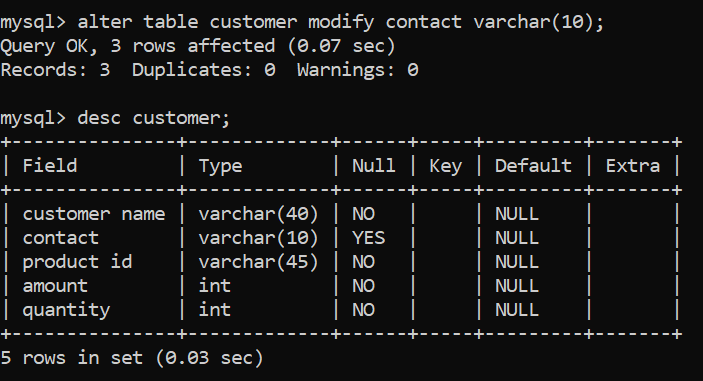 mysql> alter table customer modify contact varchar(10);
Query OK, 3 rows affected (0.07 sec)
Records: 3  Duplicates: 0  Warnings: 0

mysql> desc customer;
+---------------+-------------+------+-----+---------+-------+
| Field         | Type        | Null | Key | Default | Extra |
+---------------+-------------+------+-----+---------+-------+
| customer name | varchar(40) | NO   |     | NULL    |       |
| contact       | varchar(10) | YES  |     | NULL    |       |
| product id    | varchar(45) | NO   |     | NULL    |       |
| amount        | int         | NO   |     | NULL    |       |
| quantity      | int         | NO   |     | NULL    |       |
+---------------+-------------+------+-----+---------+-------+
5 rows in set (0.03 sec)